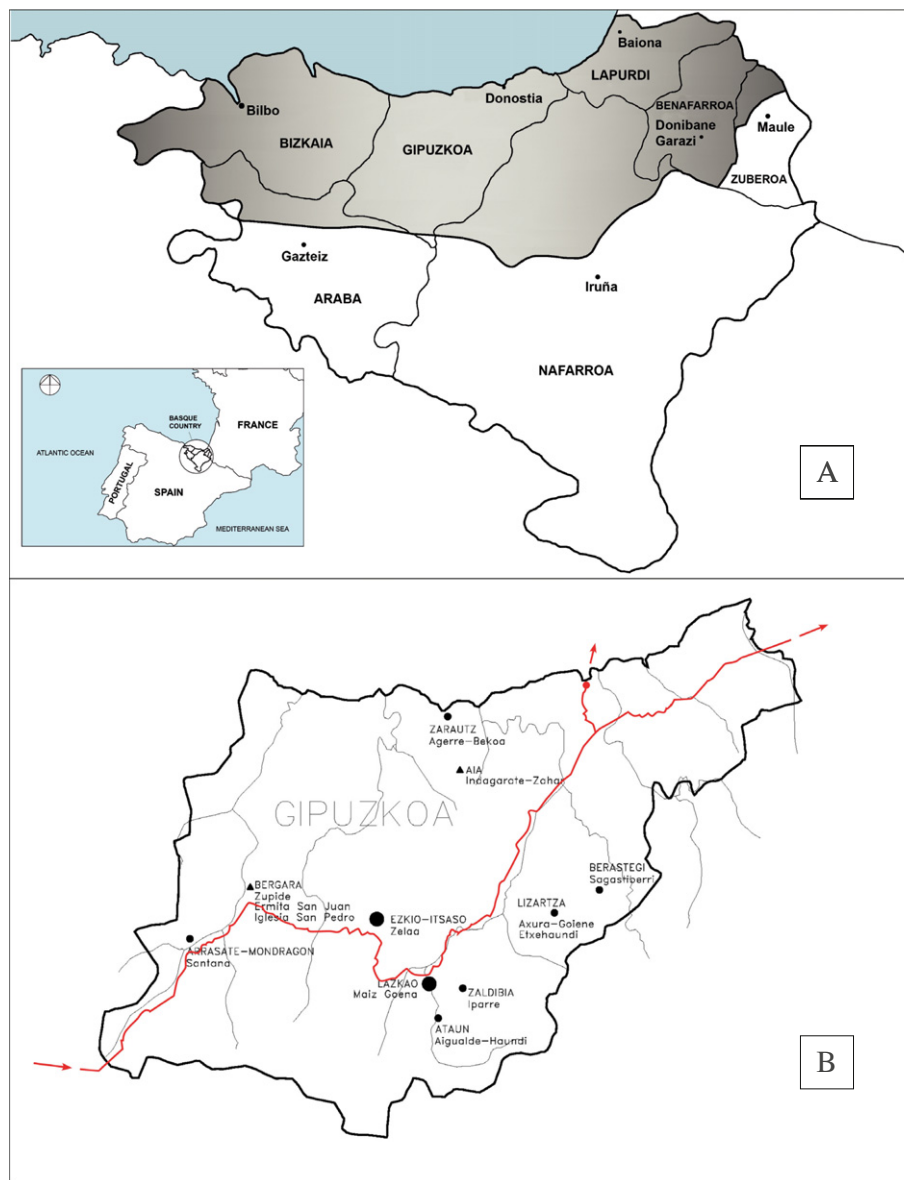 Baiona
LAPURDI
Donostia
BENAFARROA
Bilbo
Donibane
Garazi
Maule
BIZKAIA
GIPUZKOA
ZUBEROA
Gazteiz
ARABA
Iruña
NAFARROA
BASQUE
COUNTRY
FRANCE
ATLANTIC OCEAN
PORTUGAL
SPAIN
MEDITERRANEAN SEA
A
ZARAUTZ
Agerre-Bekoa
AIA
Indagarate-Zahar
GIPUZKOA
BERGARA
Zupide
Ermita San Juan
Iglesia San Pedro
EZKIO-ITSASO
Zelaa
BERASTEGI
Sagastiberri
LIZARTZA
Axura-Goiene
Etxehaundi
ARRASATE-MONDRAGON
Santana
LAZKAO
Maiz Goena
ZALDIBIA
Iparre
ATAUN
Aigualde-Haundi
B